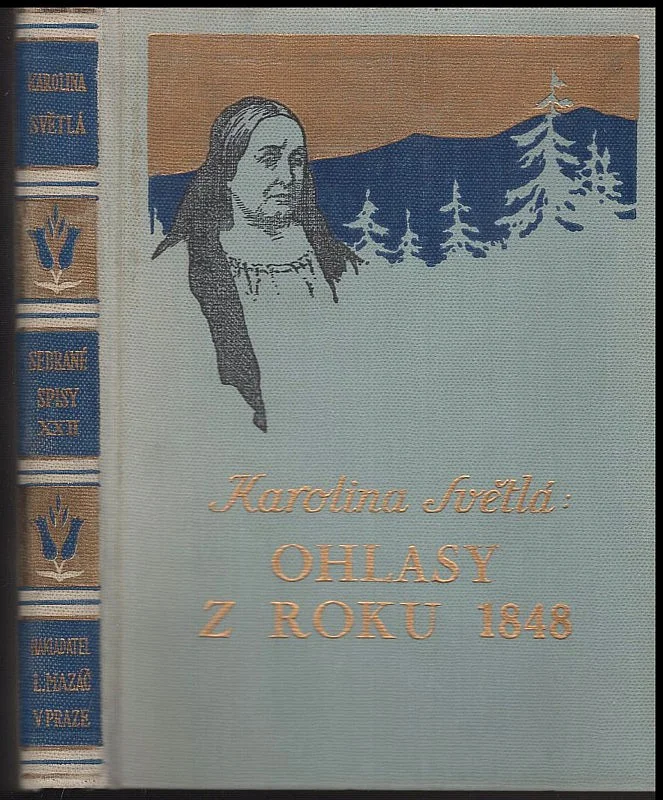 KAROLINA
SVĚTLÁ
SEBRANÉ
SPISY
XXII
NAKLADATEL
L. MAZÁČ
V PRAZE
Karolina Světlá:
OHLASY
Z ROKU 1848